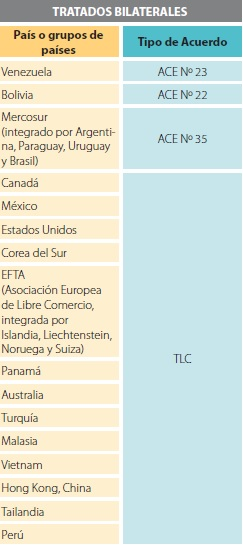 TRATADOS BILATERALES
País o grupos de
países
Tipo de Acuerdo
Venezuela
ACE Nº 23
Bolivia
ACE Nº 22
Mercosur
(integrado por Argenti-
na, Paraguay, Uruguay
y Brasil)
ACE Nº 35
Canadá
México
Estados Unidos
Corea del Sur
EFTA
(Asociación Europea
de Libre Comercio,
integrada por
Islandia, Liechtenstein,
Noruega y Suiza)
Panamá
Australia
Turquía
Malasia
Vietnam
Hong Kong, China
Tailandia
Perú
TLC